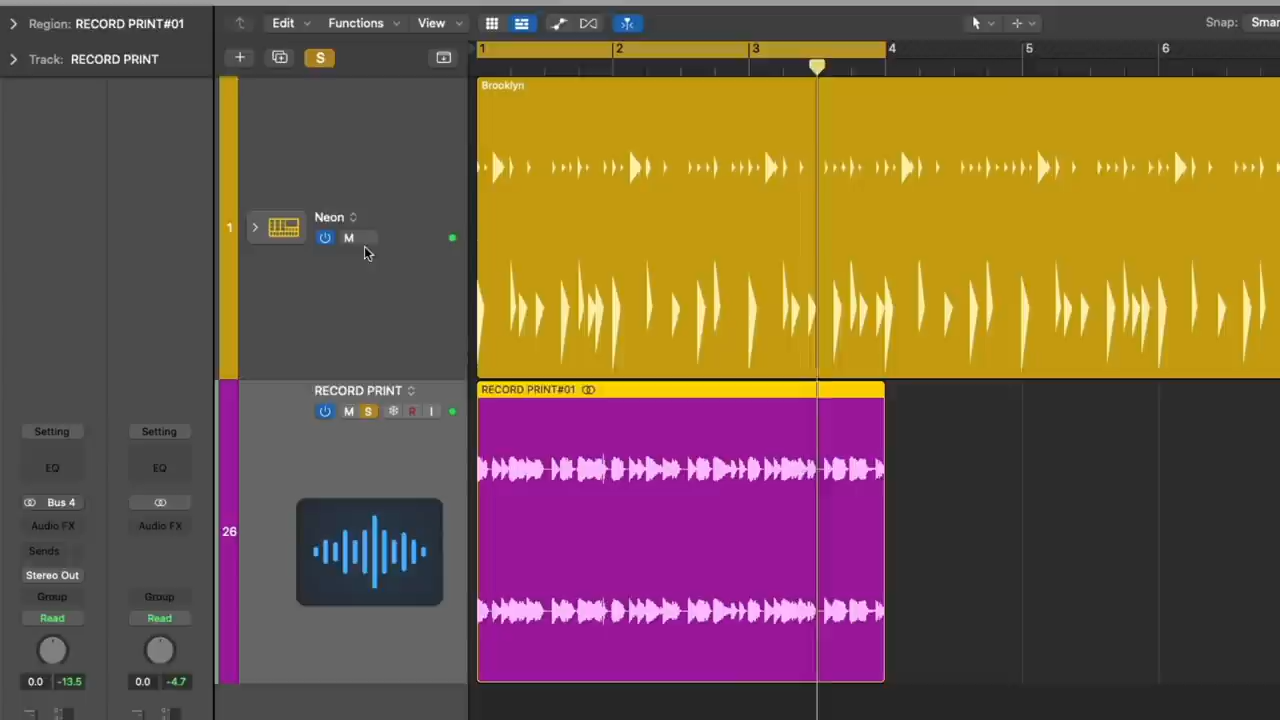 Region: RECORD PRINT#01
Edit Functions View
Snap: Smar
Track: RECORD PRINT
S
1 2 3 4 5 6
Brooklyn
1
Neon
M
RECORD PRINT
M S R I
RECORD PRINT#01
26
Setting Setting
EQ EQ
Bus 4
Audio FX Audio FX
Sends
Stereo Out
Group Group
Read Read
0.0 -13.5 0.0 -4.7